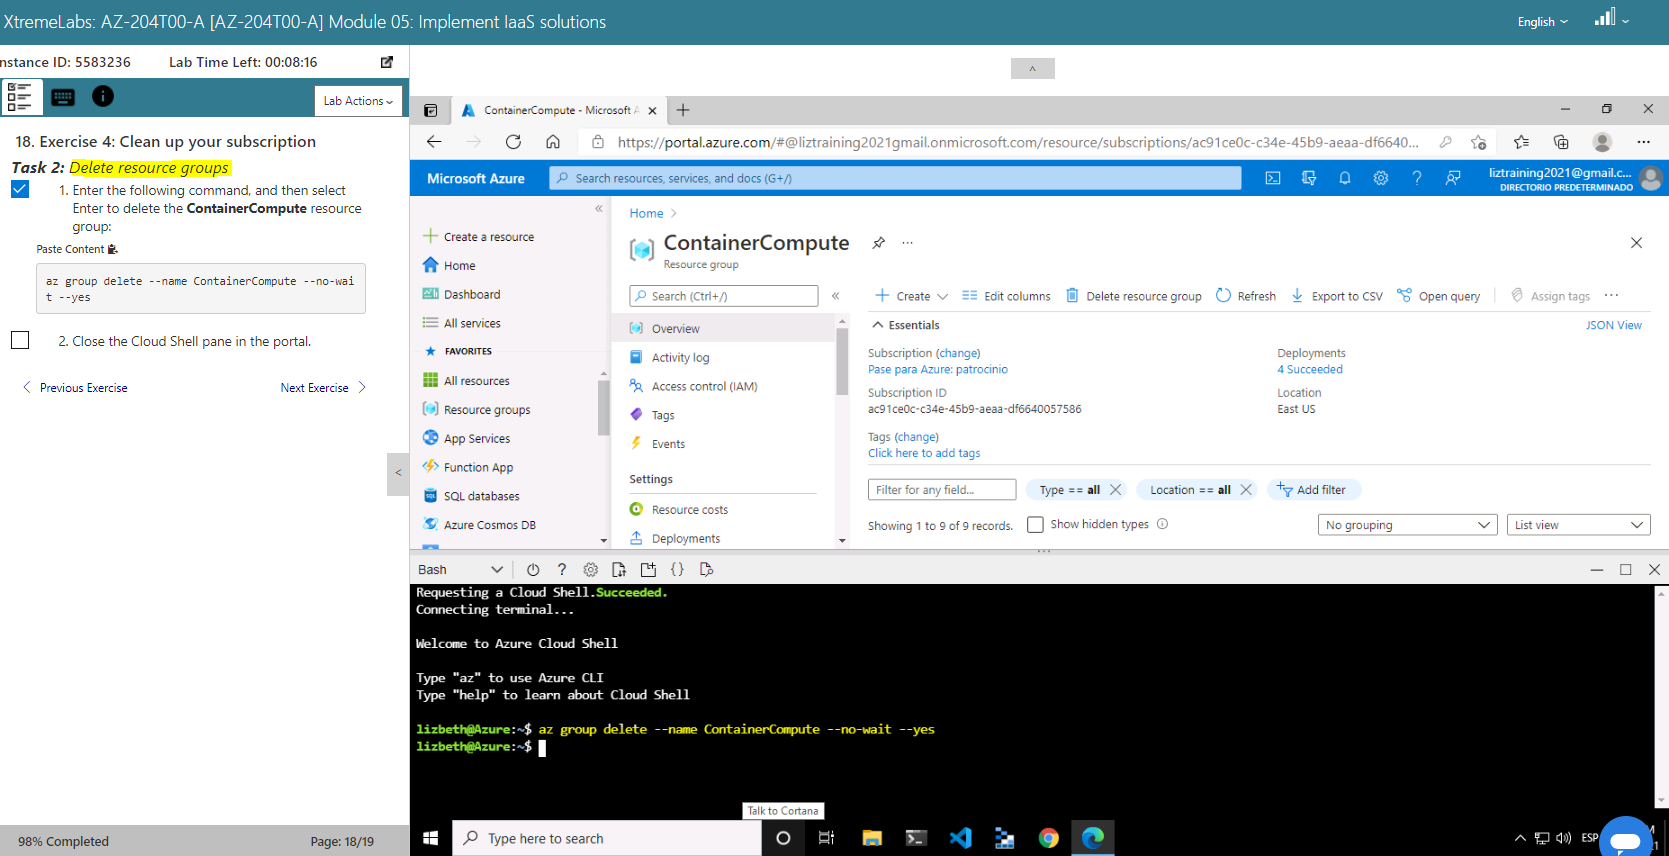 XtremeLabs: AZ-204T00-A [AZ-204T00-A] Module 05: Implement IaaS solutions
English
nstance ID: 5583236
Lab Time Left: 00:08:16
Lab Actions
18. Exercise 4: Clean up your subscription
Task 2: Delete resource groups
1. Enter the following command, and then select
Enter to delete the ContainerCompute resource
group:
Paste Content
az group delete --name ContainerCompute --no-wai
t --yes
2. Close the Cloud Shell pane in the portal.
Previous Exercise
Next Exercise
98% Completed
Page: 18/19
ContainerCompute - Microsoft A
https://portal.azure.com/#@liztraining2021gmail.onmicrosoft.com/resource/subscriptions/ac91ce0c-c34e-45b9-aeaa-df6640...
Microsoft Azure
Search resources, services, and docs (G+/)
liztraining2021@gmail.c...
DIRECTORIO PREDETERMINADO
Create a resource
Home
Dashboard
All services
FAVORITES
All resources
Resource groups
App Services
Function App
SQL databases
Azure Cosmos DB
Home
ContainerCompute
Resource group
Search (Ctrl+/)
Overview
Activity log
Access control (IAM)
Tags
Events
Settings
Resource costs
Deployments
Create
Edit columns
Delete resource group
Refresh
Export to CSV
Open query
Assign tags
Essentials
JSON View
Subscription (change)
Pase para Azure: patrocinio
Subscription ID
ac91ce0c-c34e-45b9-aeaa-df6640057586
Tags (change)
Click here to add tags
Deployments
4 Succeeded
Location
East US
Filter for any field...
Type == all
Location == all
Add filter
Showing 1 to 9 of 9 records.
Show hidden types
No grouping
List view
Bash
Requesting a Cloud Shell.Succeeded.
Connecting terminal...
Welcome to Azure Cloud Shell
Type "az" to use Azure CLI
Type "help" to learn about Cloud Shell
lizbeth@Azure:~$ az group delete --name ContainerCompute --no-wait --yes
lizbeth@Azure:~$
Talk to Cortana
Type here to search
ESP